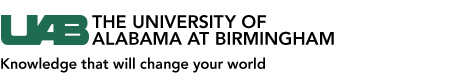 UAB THE UNIVERSITY OF
ALABAMA AT BIRMINGHAM
Knowledge that will change your world